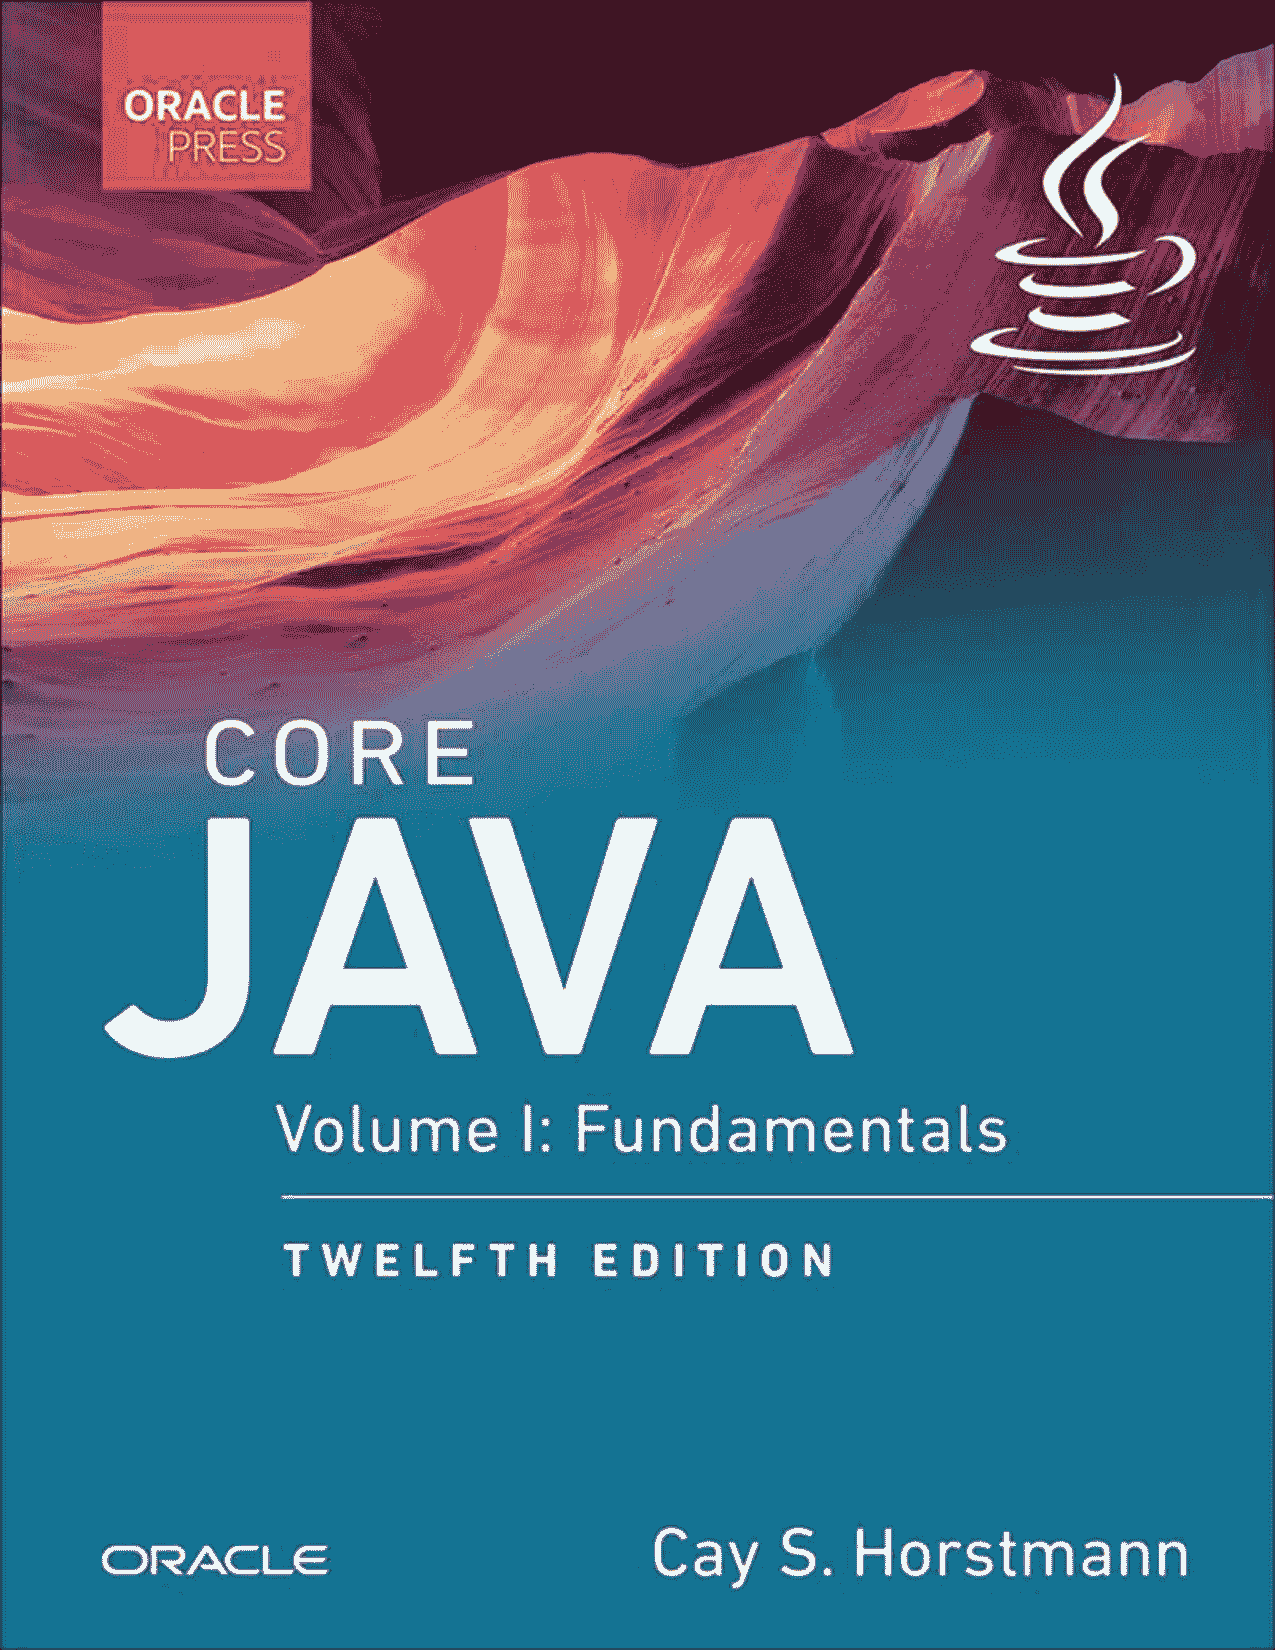 ORACLE
PRESS
CORE
JAVA
Volume I: Fundamentals
TWELFTH EDITION
ORACLE
Cay S. Horstmann